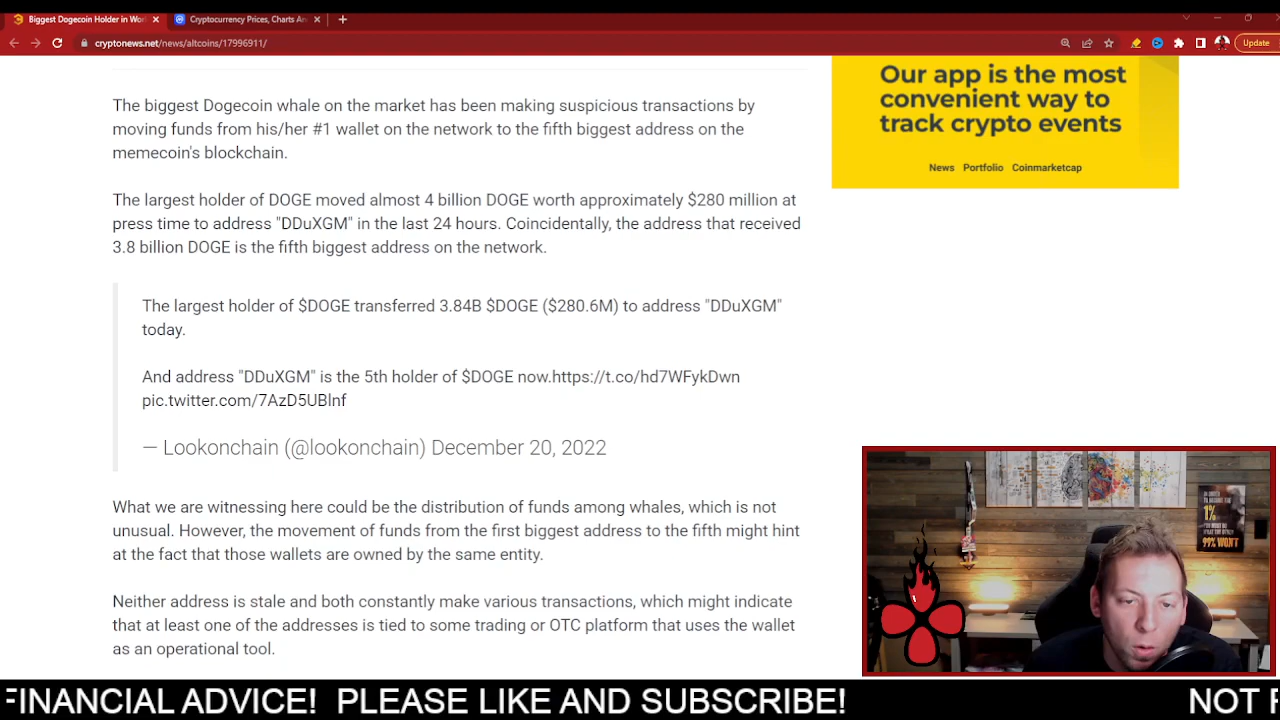 Biggest Dogecoin Holder in Wor
Cryptocurrency Prices, Charts An
cryptonews.net/news/altcoins/17996911/
Update
Our app is the most
convenient way to
track crypto events
News Portfolio Coinmarketcap
The biggest Dogecoin whale on the market has been making suspicious transactions by
moving funds from his/her #1 wallet on the network to the fifth biggest address on the
memecoin's blockchain.
The largest holder of DOGE moved almost 4 billion DOGE worth approximately $280 million at
press time to address "DDuXGM" in the last 24 hours. Coincidentally, the address that received
3.8 billion DOGE is the fifth biggest address on the network.
The largest holder of $DOGE transferred 3.84B $DOGE ($280.6M) to address "DDuXGM"
today.
And address "DDuXGM" is the 5th holder of $DOGE now.https://t.co/hd7WFykDwn
pic.twitter.com/7AzD5UBlnf
— Lookonchain (@lookonchain) December 20, 2022
What we are witnessing here could be the distribution of funds among whales, which is not
unusual. However, the movement of funds from the first biggest address to the fifth might hint
at the fact that those wallets are owned by the same entity.
Neither address is stale and both constantly make various transactions, which might indicate
that at least one of the addresses is tied to some trading or OTC platform that uses the wallet
as an operational tool.
1%
99% WON'T
FINANCIAL ADVICE! PLEASE LIKE AND SUBSCRIBE! NOT F